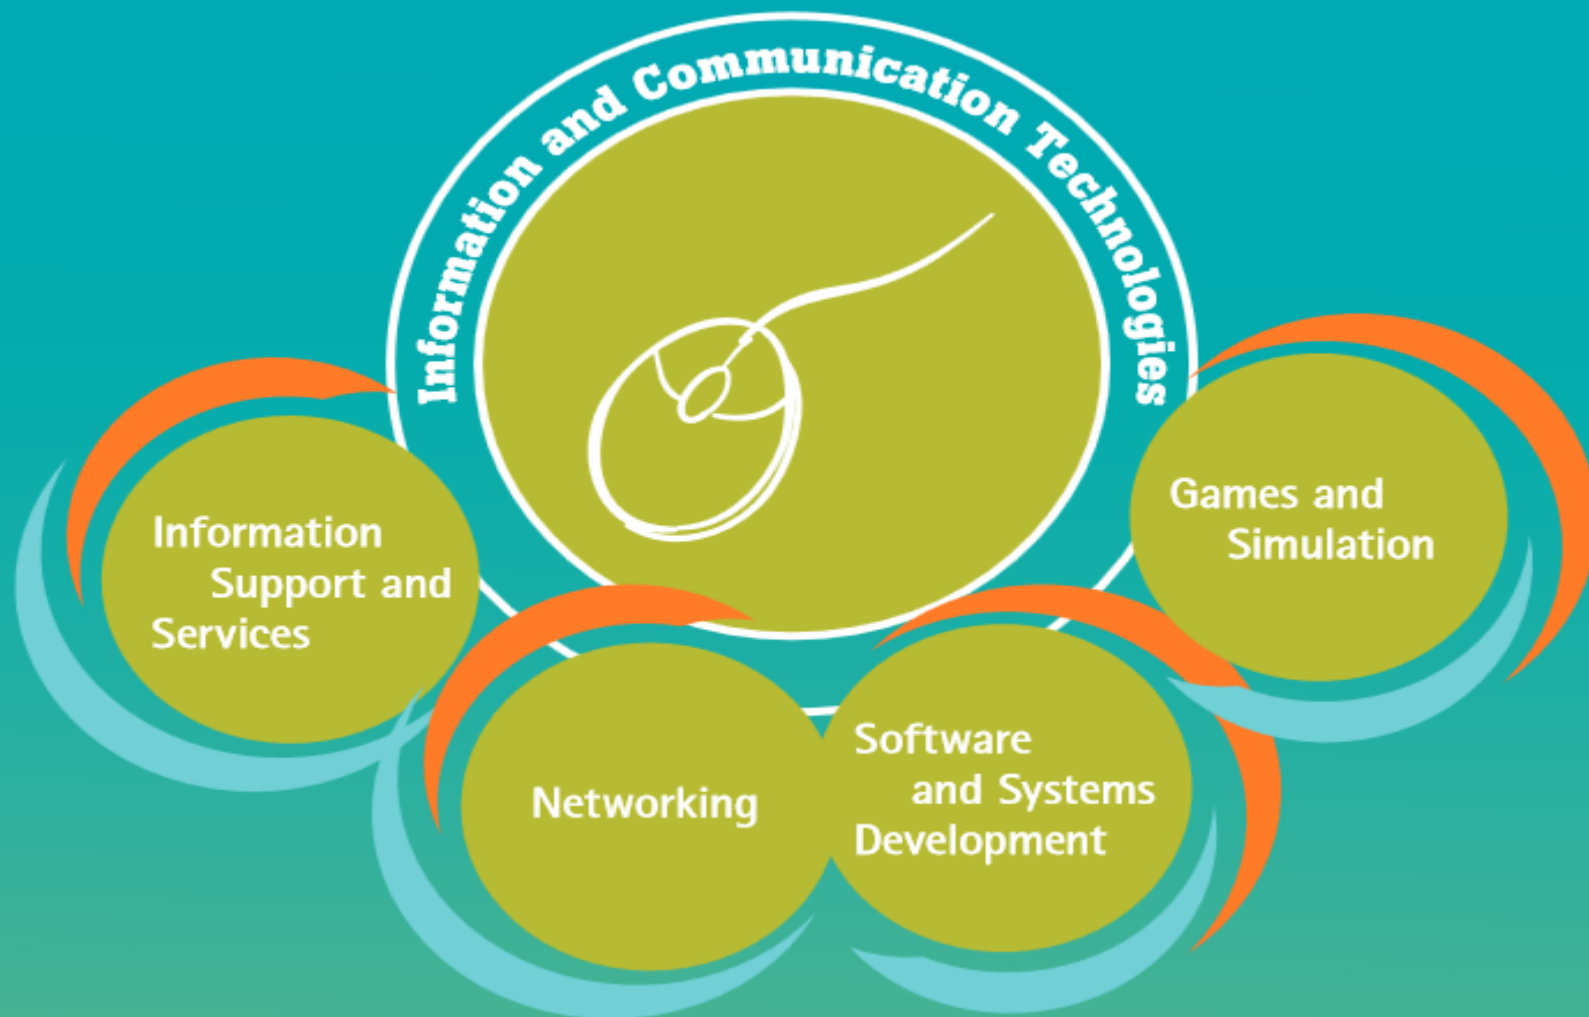 Information and Communication Technologies
Information
Support and
Services
Networking
Software
and Systems
Development
Games and
Simulation